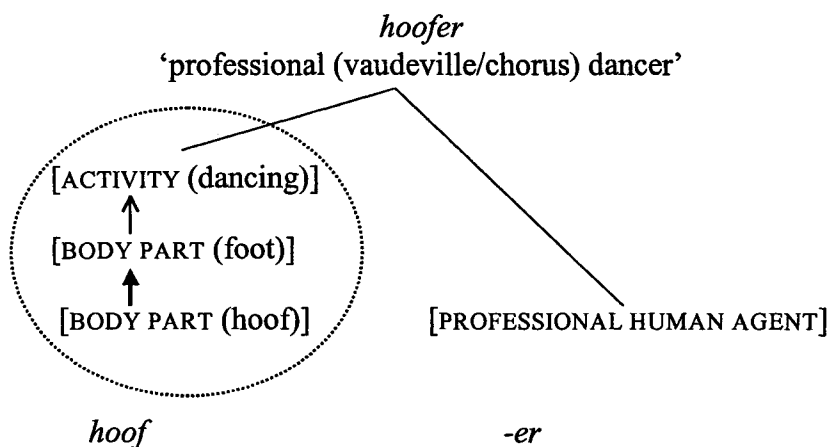 hoofer
‘professional (vaudeville/chorus) dancer’
[ACTIVITY (dancing)]
[BODY PART (foot)]
[BODY PART (hoof)]
[PROFESSIONAL HUMAN AGENT]
hoof
-er